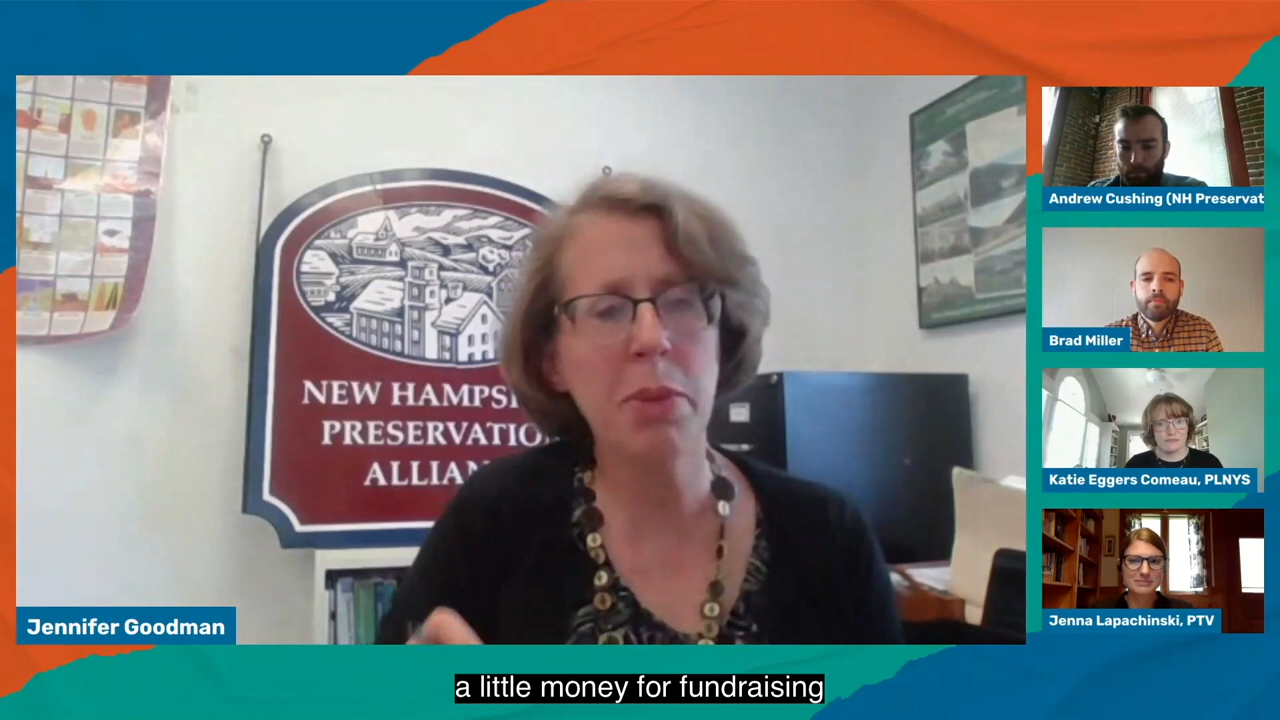 NEW HAMPS
PRESERVATIO
ALLIAN
Jennifer Goodman
Andrew Cushing (NH Preservat
Brad Miller
Katie Eggers Comeau, PLNYS
Jenna Lapachinski, PTV
a little money for fundraising